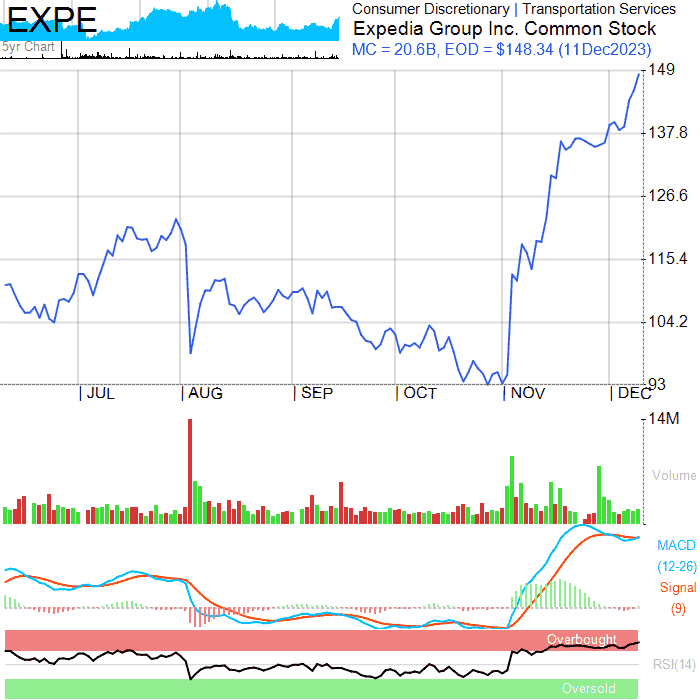 EXPE
5yr Chart
Consumer Discretionary | Transportation Services
Expedia Group Inc. Common Stock
MC = 20.6B, EOD = $148.34 (11Dec2023)
149
137.8
126.6
115.4
104.2
93
JUL AUG SEP OCT NOV DEC
14M
Volume
MACD
(12-26)
Signal
(9)
Overbought
RSI(14)
Oversold